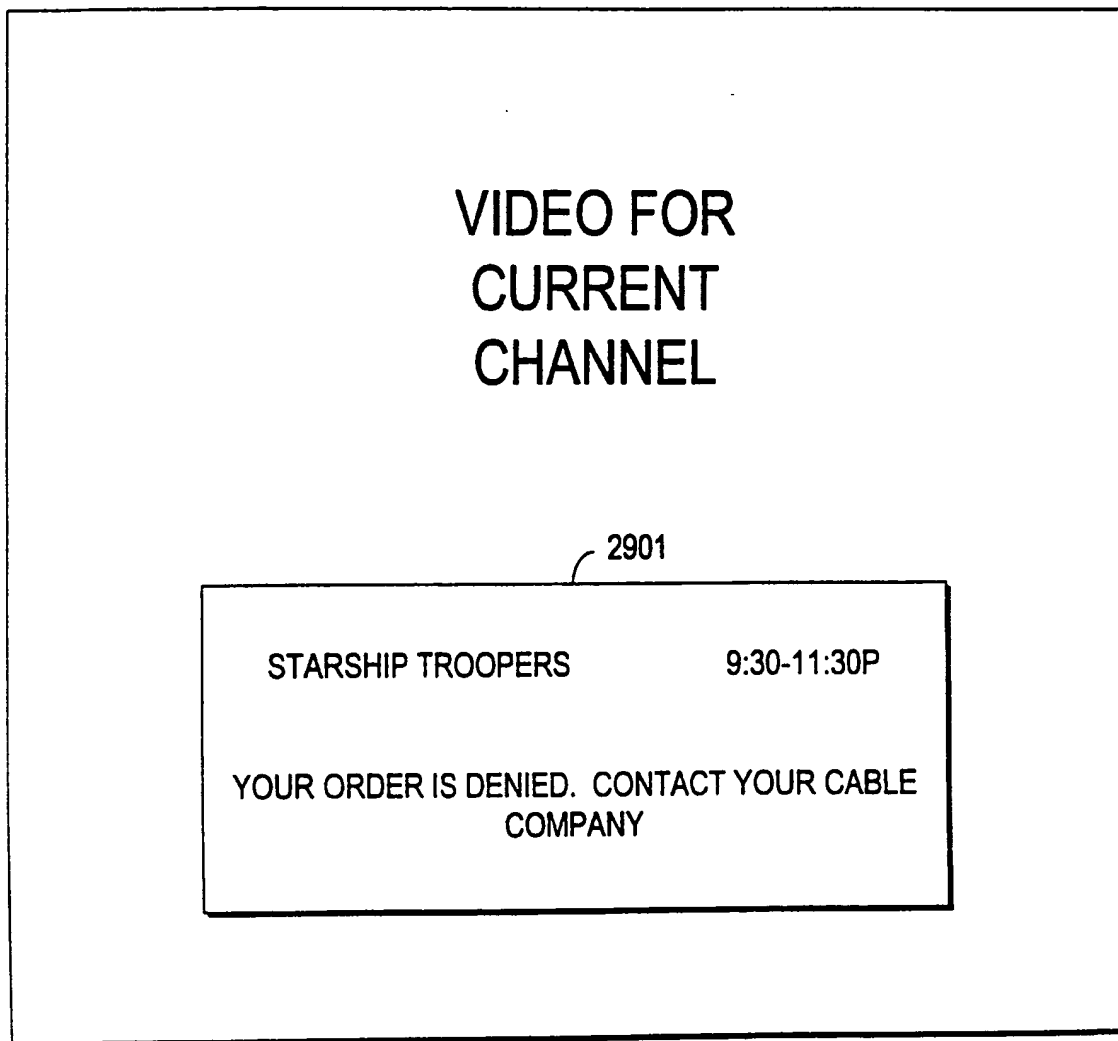 VIDEO FOR
CURRENT
CHANNEL
2901
STARSHIP TROOPERS 9:30-11:30P
YOUR ORDER IS DENIED. CONTACT YOUR CABLE
COMPANY